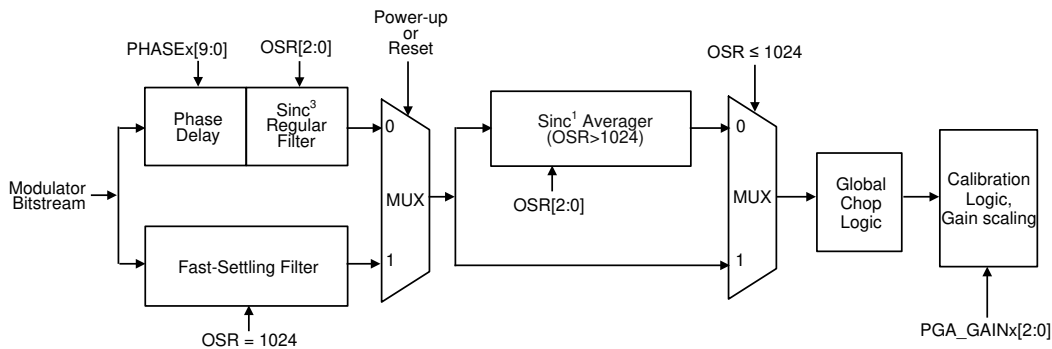 Power-up
or
Reset
PHASEx[9:0]
OSR[2:0]
OSR ≤ 1024
Phase
Delay
Sinc³
Regular
Filter
0
Sinc¹ Averager
(OSR>1024)
0
Modulator
Bitstream
MUX
OSR[2:0]
MUX
Global
Chop
Logic
Calibration
Logic,
Gain scaling
Fast-Settling Filter
1
1
OSR = 1024
PGA_GAINx[2:0]